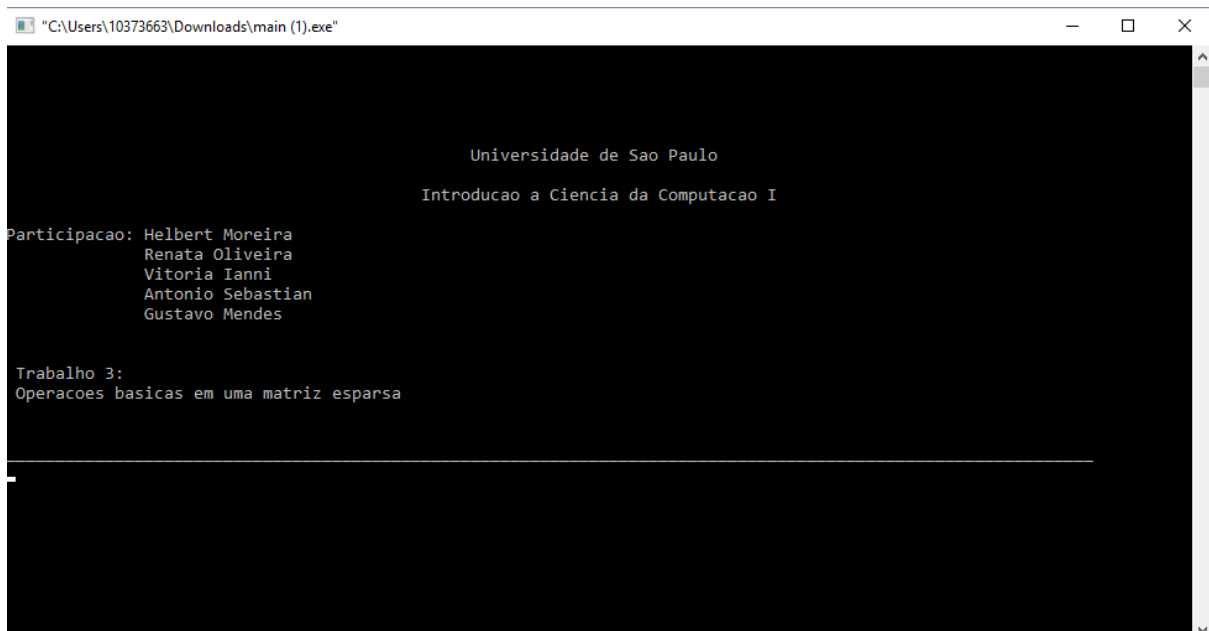 "C:\Users\10373663\Downloads\main (1).exe"
Universidade de Sao Paulo
Introducao a Ciencia da Computacao I
Participacao: Helbert Moreira
Renata Oliveira
Vitoria Ianni
Antonio Sebastian
Gustavo Mendes
Trabalho 3:
Operacoes basicas em uma matriz esparsa